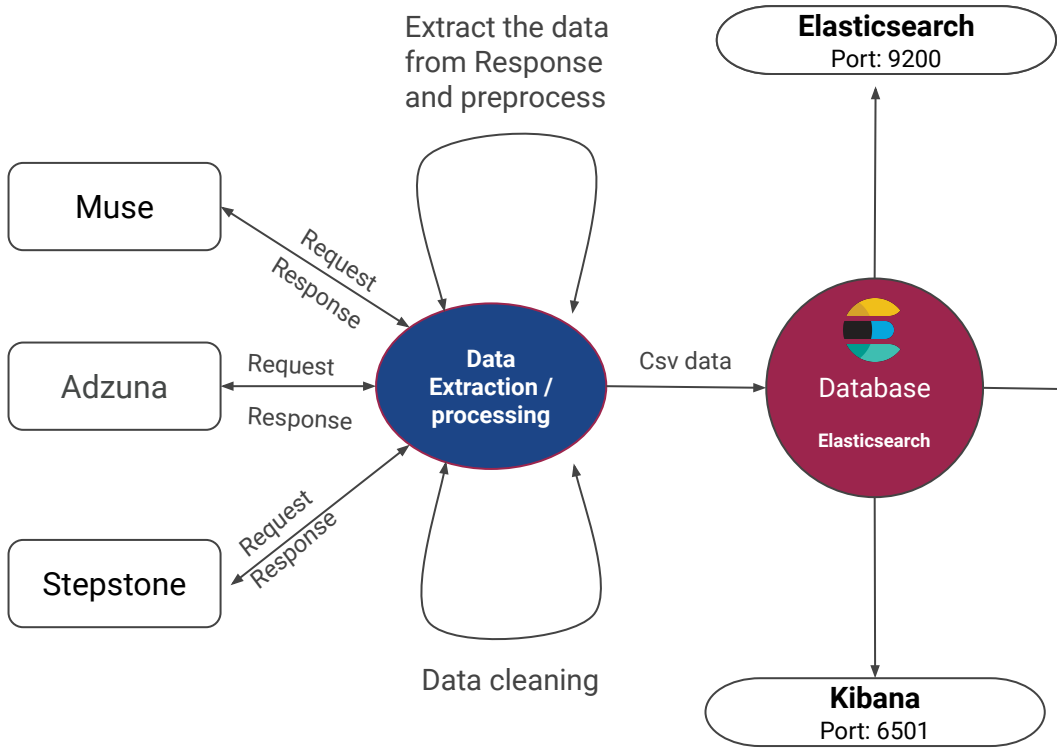 Extract the data
from Response
and preprocess
Elasticsearch
Port: 9200
Muse
Request
Response
Adzuna
Request
Response
Data
Extraction /
processing
Csv data
Database
Elasticsearch
Stepstone
Request
Response
Data cleaning
Kibana
Port: 6501